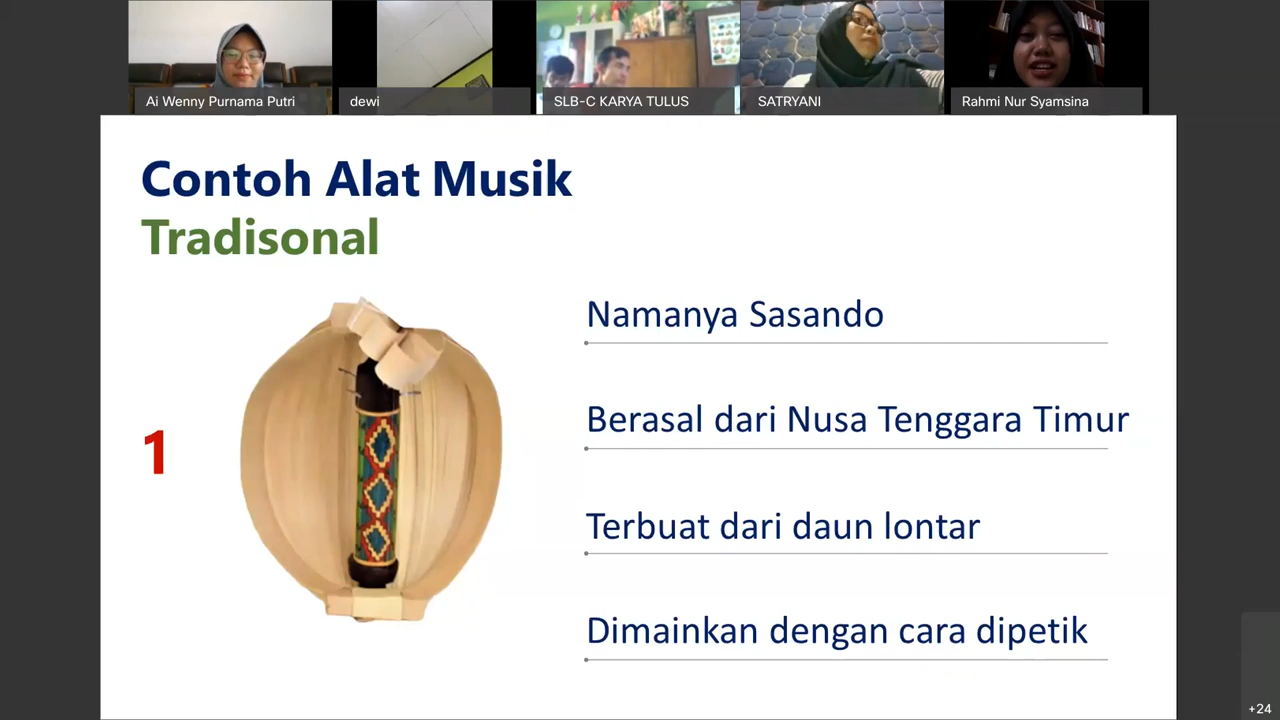 Ai Wenny Purnama Putri
dewi
SLB-C KARYA TULUS
SATRYANI
Rahmi Nur Syamsina
Contoh Alat Musik
Tradisonal
1
Namanya Sasando
Berasal dari Nusa Tenggara Timur
Terbuat dari daun lontar
Dimainkan dengan cara dipetik
+24